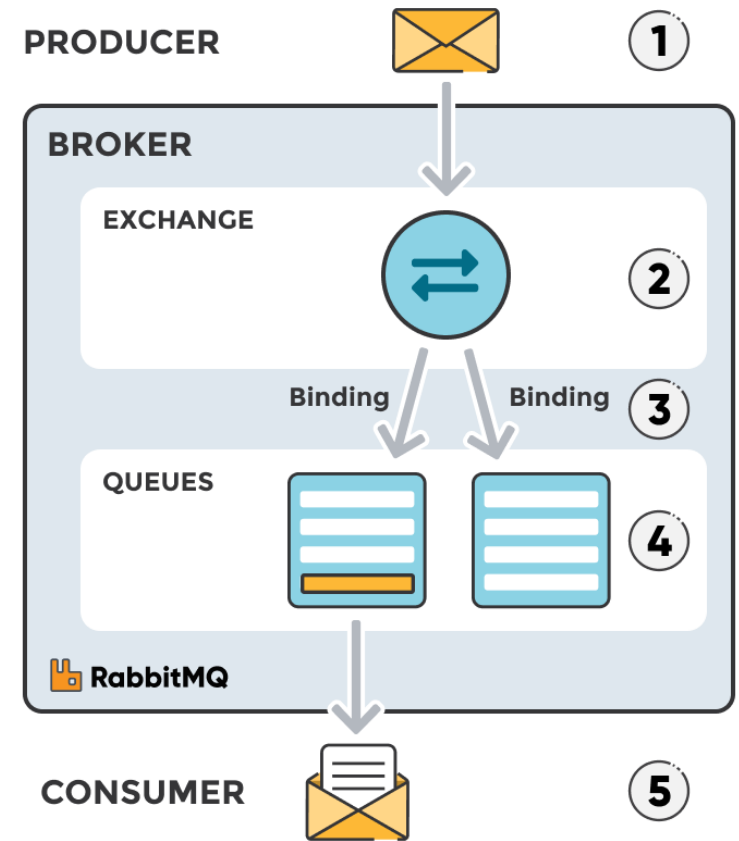 PRODUCER
1
BROKER
EXCHANGE
2
Binding
Binding
3
QUEUES
4
RabbitMQ
CONSUMER
5